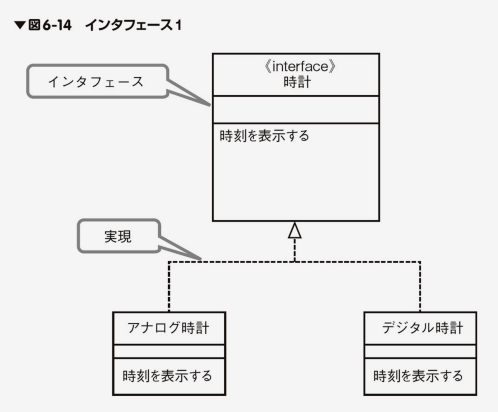 ▼図6-14 インタフェース1
インタフェース
《interface》
時計
時刻を表示する
実現
アナログ時計
時刻を表示する
デジタル時計
時刻を表示する